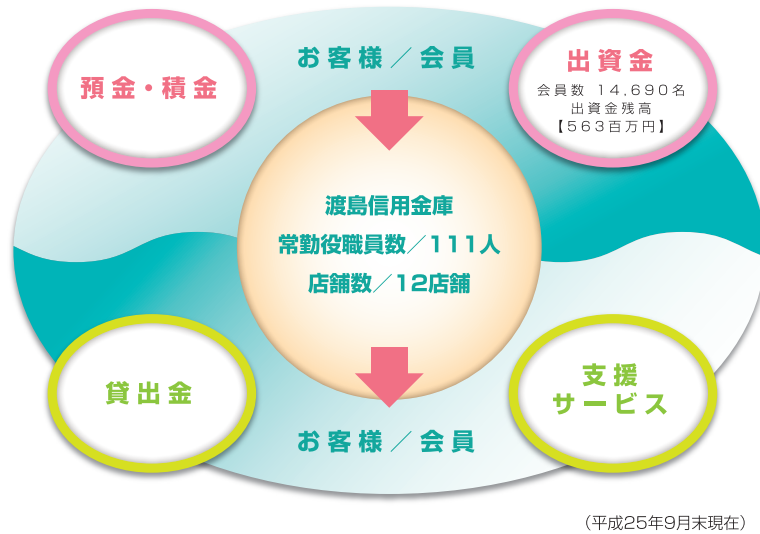 お客様／会員
預金・積金
出資金
会員数 14,690名
出資金残高
【563百万円】
渡島信用金庫
常勤役職員数／111人
店舗数／12店舗
貸出金
支援
サービス
お客様／会員
（平成25年9月末現在）